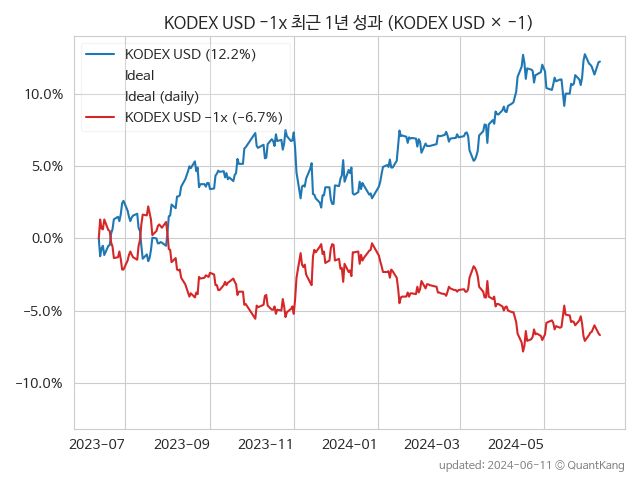 KODEX USD −1x 최근 1년 성과 (KODEX USD × −1)
KODEX USD (12.2%)
Ideal
Ideal (daily)
KODEX USD −1x (−6.7%)
10.0%
5.0%
0.0%
−5.0%
−10.0%
2023-07 2023-09 2023-11 2024-01 2024-03 2024-05
updated: 2024-06-11 © QuantKang